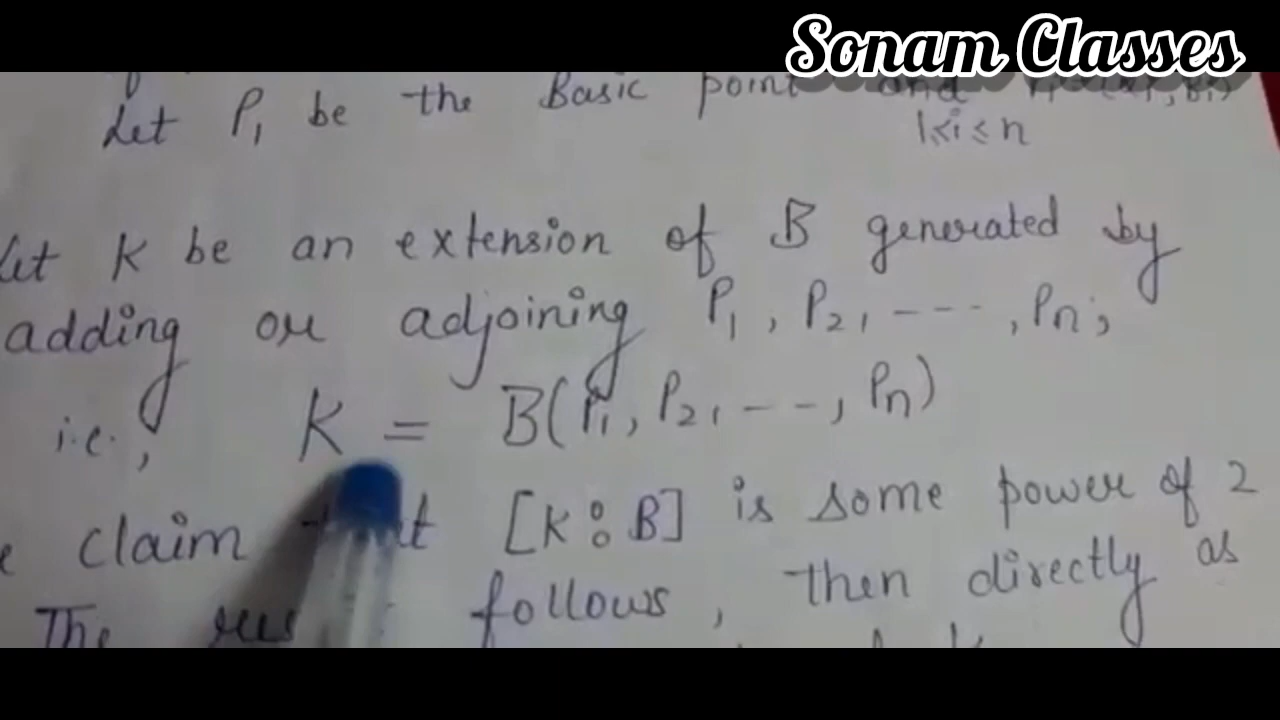 Sonam Classes
Let P₁ be the Basic point and
1≤i≤n
Let K be an extension of B generated by
adding or adjoining P₁, P₂, ----, Pₙ;
i.e., K = B(P₁, P₂, ---, Pₙ)
claim [K : B] is some power of 2
The follows, then directly as